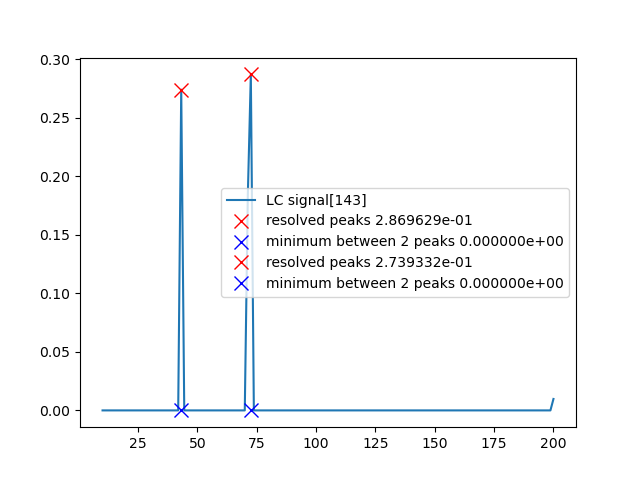 0.30
0.25
0.20
0.15
0.10
0.05
0.00
LC signal[143]
resolved peaks 2.869629e-01
minimum between 2 peaks 0.000000e+00
resolved peaks 2.739332e-01
minimum between 2 peaks 0.000000e+00
25 50 75 100 125 150 175 200